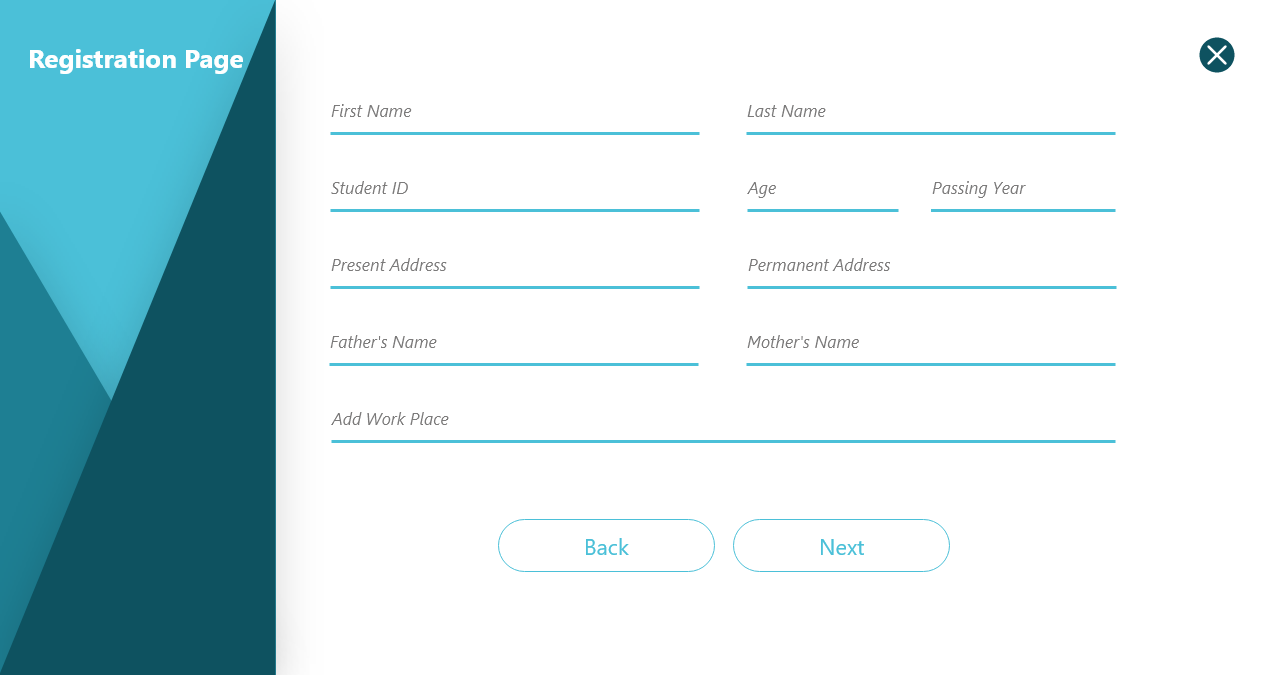 Registration Page
First Name
Last Name
Student ID
Age
Passing Year
Present Address
Permanent Address
Father's Name
Mother's Name
Add Work Place
Back
Next